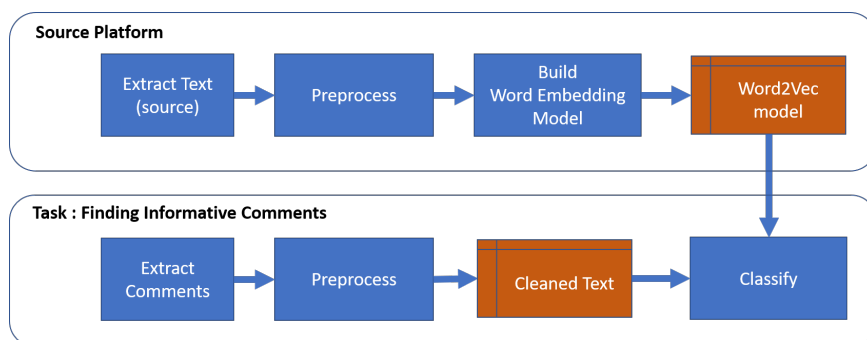 Source Platform
Extract Text
(source)
Preprocess
Build
Word Embedding
Model
Word2Vec
model
Task : Finding Informative Comments
Extract
Comments
Preprocess
Cleaned Text
Classify